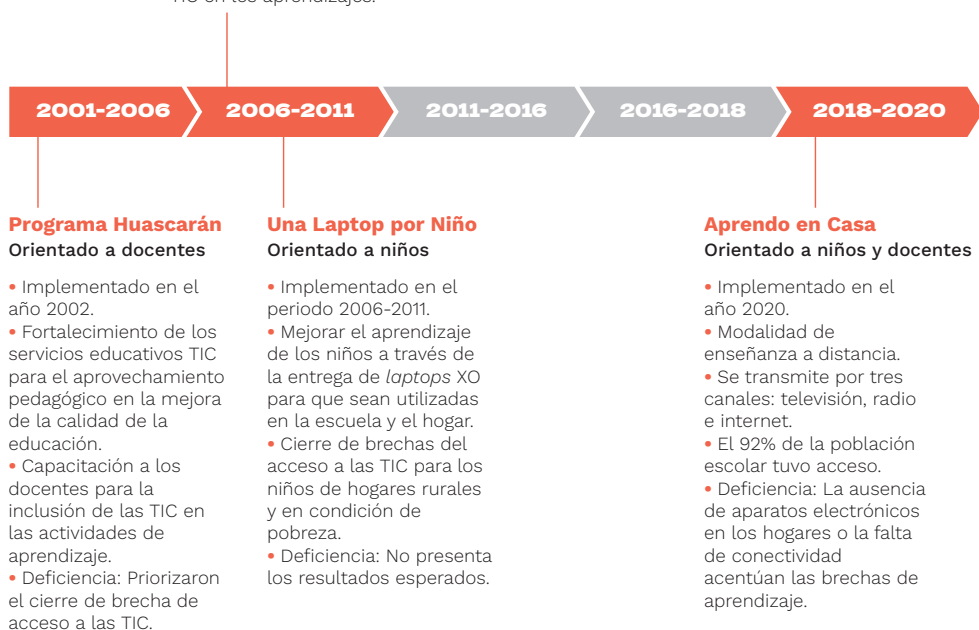 TIC en los aprendizajes.
2001-2006
2006-2011
2011-2016
2016-2018
2018-2020
Programa Huascarán
Orientado a docentes
• Implementado en el
año 2002.
• Fortalecimiento de los
servicios educativos TIC
para el aprovechamiento
pedagógico en la mejora
de la calidad de la
educación.
• Capacitación a los
docentes para la
inclusión de las TIC en
las actividades de
aprendizaje.
• Deficiencia: Priorizaron
el cierre de brecha de
acceso a las TIC.
Una Laptop por Niño
Orientado a niños
• Implementado en el
periodo 2006-2011.
• Mejorar el aprendizaje
de los niños a través de
la entrega de laptops XO
para que sean utilizadas
en la escuela y el hogar.
• Cierre de brechas del
acceso a las TIC para los
niños de hogares rurales
y en condición de
pobreza.
• Deficiencia: No presenta
los resultados esperados.
Aprendo en Casa
Orientado a niños y docentes
• Implementado en el
año 2020.
• Modalidad de
enseñanza a distancia.
• Se transmite por tres
canales: televisión, radio
e internet.
• El 92% de la población
escolar tuvo acceso.
• Deficiencia: La ausencia
de aparatos electrónicos
en los hogares o la falta
de conectividad
acentúan las brechas de
aprendizaje.